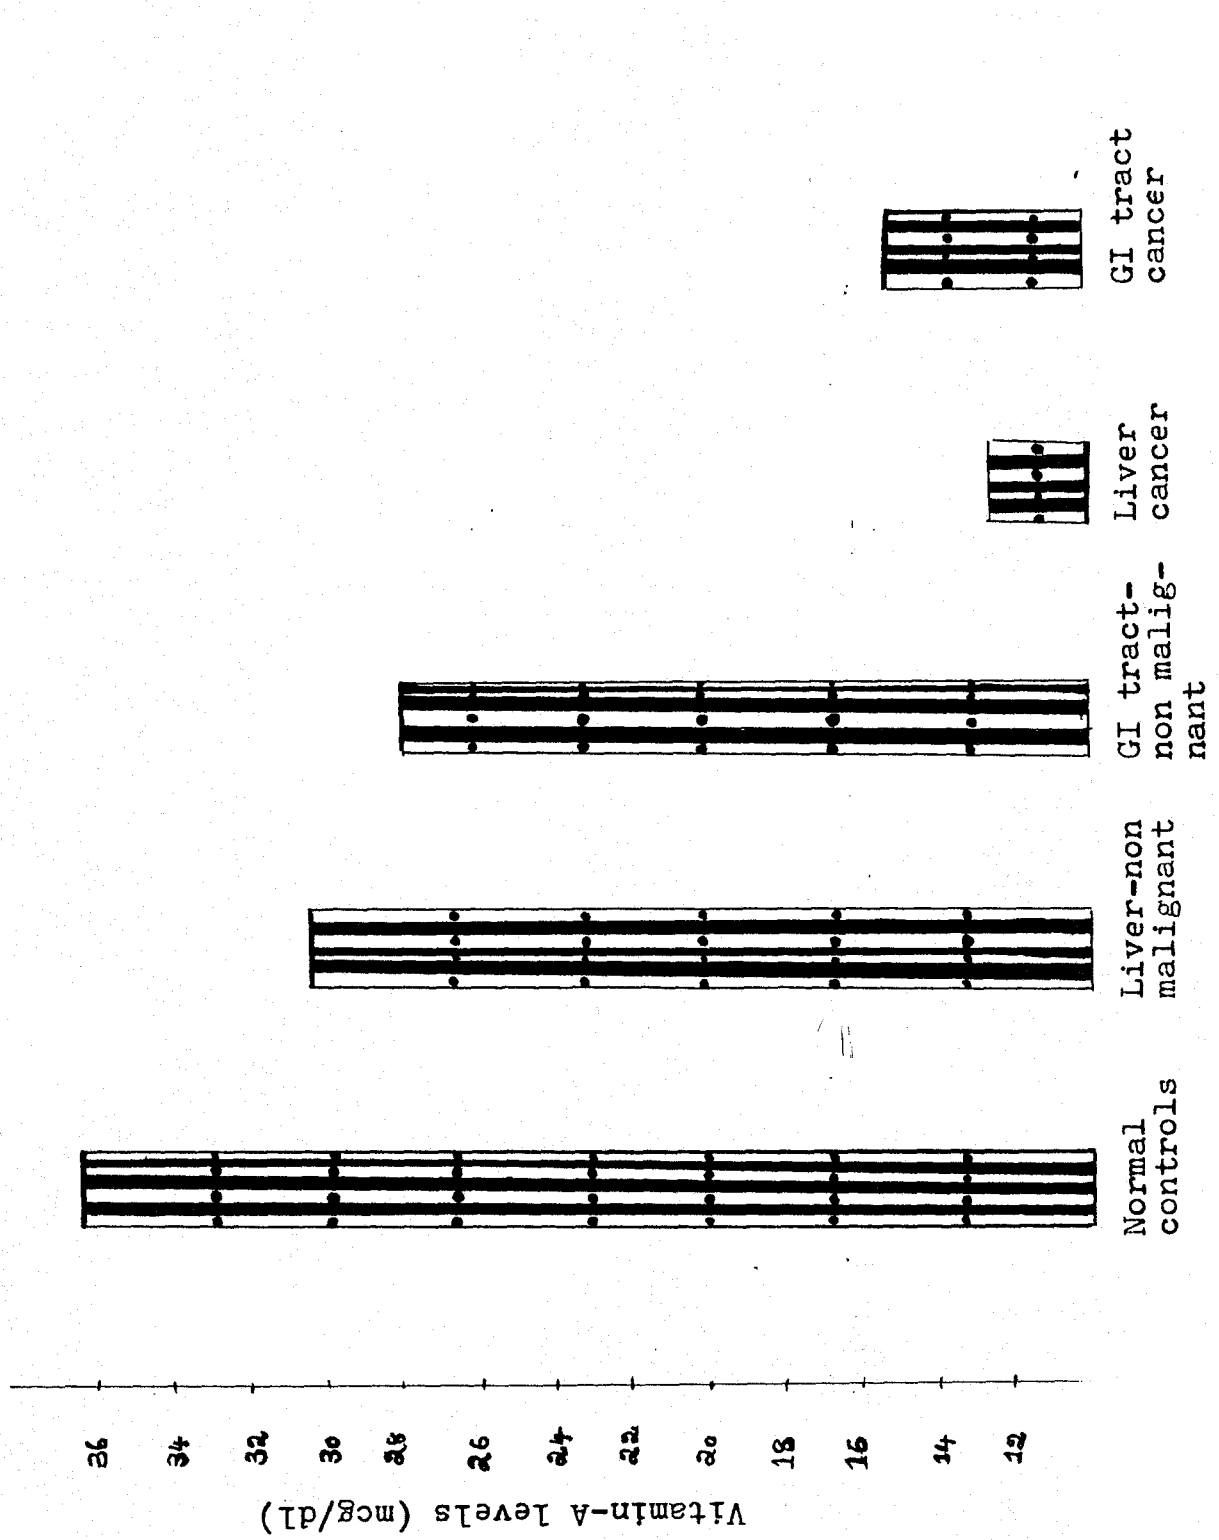 36
34
32
30
28
26
24
22
20
18
16
14
12
Vitamin-A levels (mcg/dl)
Normal
controls
Liver-non
malignant
GI tract-
non malig-
nant
Liver
cancer
GI tract
cancer